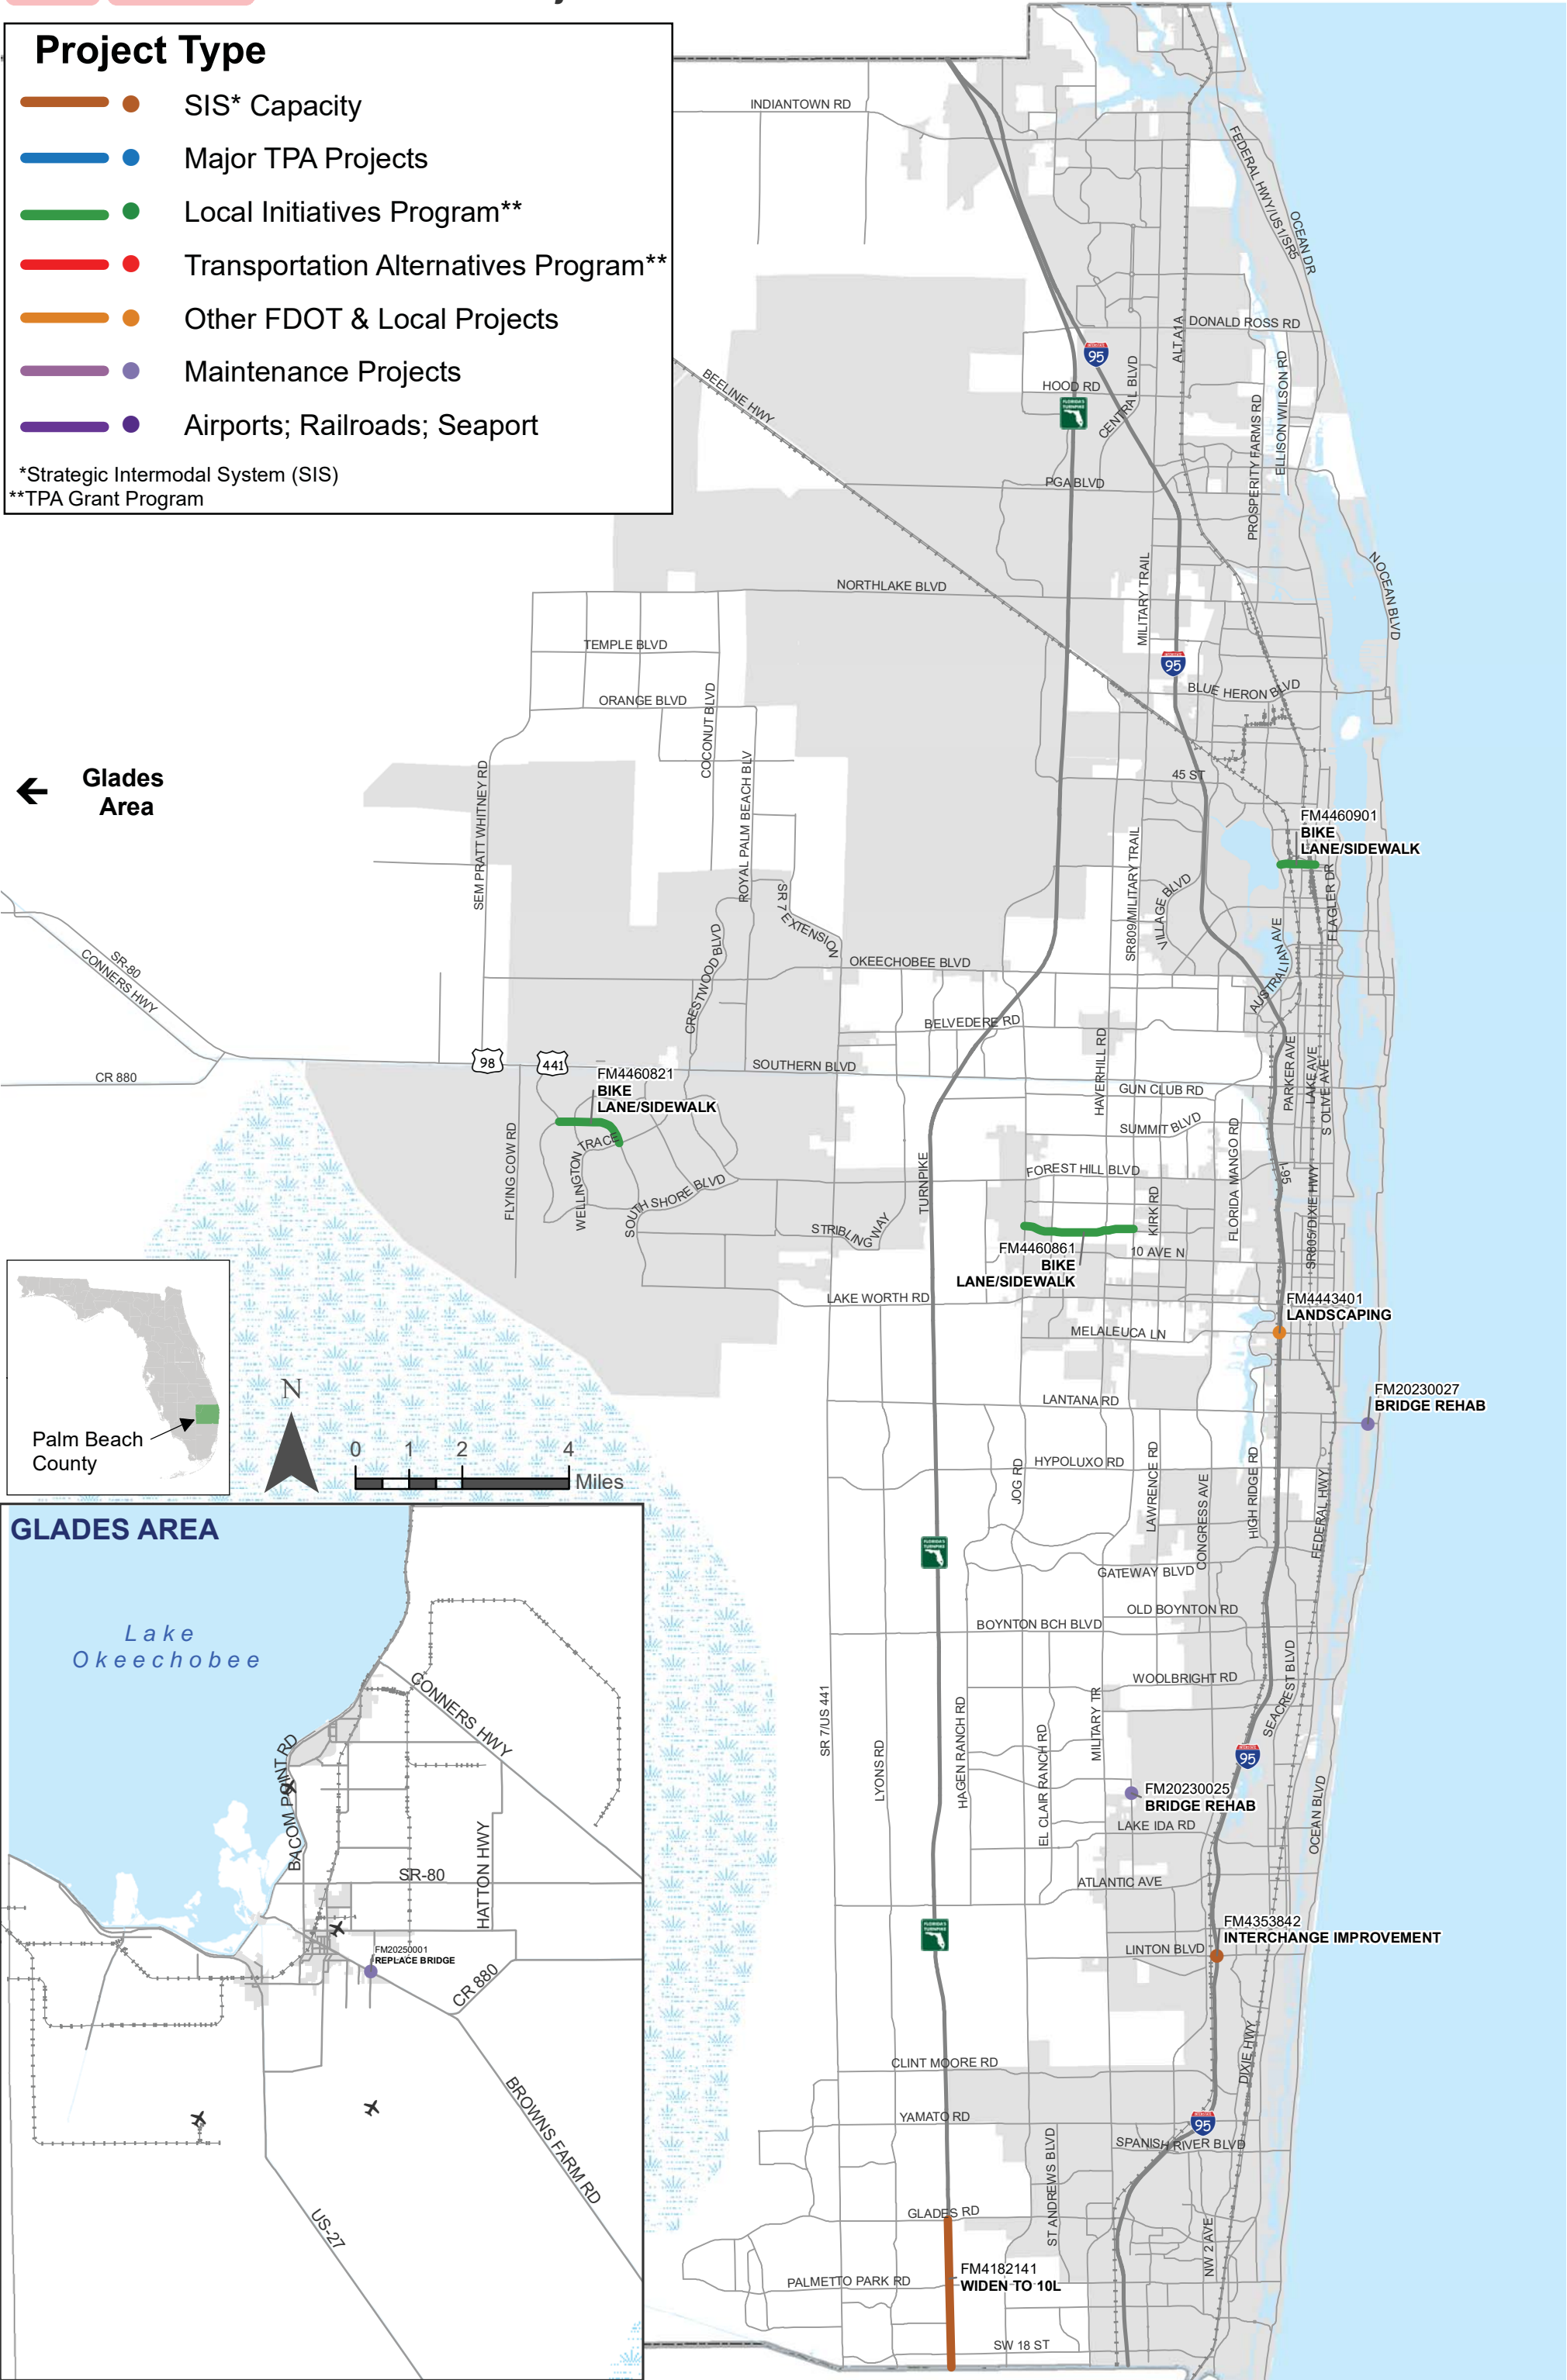 Project Type
SIS* Capacity
Major TPA Projects
Local Initiatives Program**
Transportation Alternatives Program**
Other FDOT & Local Projects
Maintenance Projects
Airports; Railroads; Seaport
*Strategic Intermodal System (SIS)
**TPA Grant Program
INDIANTOWN RD
FEDERAL HWY/US1/SR5
OCEAN DR
DONALD ROSS RD
ALT A1A
95
HOOD RD
CENTRAL BLVD
FLORIDA'S
TURNPIKE
BEELINE HWY
PROSPERITY FARMS RD
ELLISON WILSON RD
PGA BLVD
N OCEAN BLVD
NORTHLAKE BLVD
MILITARY TRAIL
TEMPLE BLVD
95
BLUE HERON BLVD
ORANGE BLVD
COCONUT BLVD
ROYAL PALM BEACH BLV
45 ST
Glades
Area
SEM PRATT WHITNEY RD
FM4460901
BIKE
LANE/SIDEWALK
SR809/MILITARY TRAIL
VILLAGE BLVD
FLAGLER DR
SR 7 EXTENSION
AUSTRALIAN AVE
SR-80
CONNERS HWY
CRESTWOOD BLVD
OKEECHOBEE BLVD
BELVEDERE RD
CR 880
98
441
SOUTHERN BLVD
HAVERHILL RD
GUN CLUB RD
PARKER AVE
LAKE AVE
S OLIVE AVE
FM4460821
BIKE
LANE/SIDEWALK
SUMMIT BLVD
FLYING COW RD
WELLINGTON TRACE
SOUTH SHORE BLVD
TURNPIKE
FOREST HILL BLVD
FLORIDA MANGO RD
I-95
SR805/DIXIE HWY
KIRK RD
STRIBLING WAY
FM4460861
BIKE
LANE/SIDEWALK
10 AVE N
LAKE WORTH RD
FM4443401
LANDSCAPING
MELALEUCA LN
LANTANA RD
FM20230027
BRIDGE REHAB
Palm Beach
County
N
0 1 2 4
Miles
HYPOLUXO RD
JOG RD
LAWRENCE RD
CONGRESS AVE
HIGH RIDGE RD
FEDERAL HWY
FLORIDA'S
TURNPIKE
GATEWAY BLVD
OLD BOYNTON RD
BOYNTON BCH BLVD
WOOLBRIGHT RD
SEACREST BLVD
SR 7/US 441
LYONS RD
HAGEN RANCH RD
EL CLAIR RANCH RD
MILITARY TR
95
FM20230025
BRIDGE REHAB
OCEAN BLVD
LAKE IDA RD
ATLANTIC AVE
FLORIDA'S
TURNPIKE
FM4353842
INTERCHANGE IMPROVEMENT
LINTON BLVD
DIXIE HWY
CLINT MOORE RD
YAMATO RD
95
SPANISH RIVER BLVD
ST ANDREWS BLVD
GLADES RD
NW 2 AVE
FM4182141
WIDEN TO 10L
PALMETTO PARK RD
SW 18 ST
GLADES AREA
Lake
Okeechobee
CONNERS HWY
BACOM POINT RD
SR-80
HATTON HWY
FM20250001
REPLACE BRIDGE
CR 880
BROWNS FARM RD
US-27